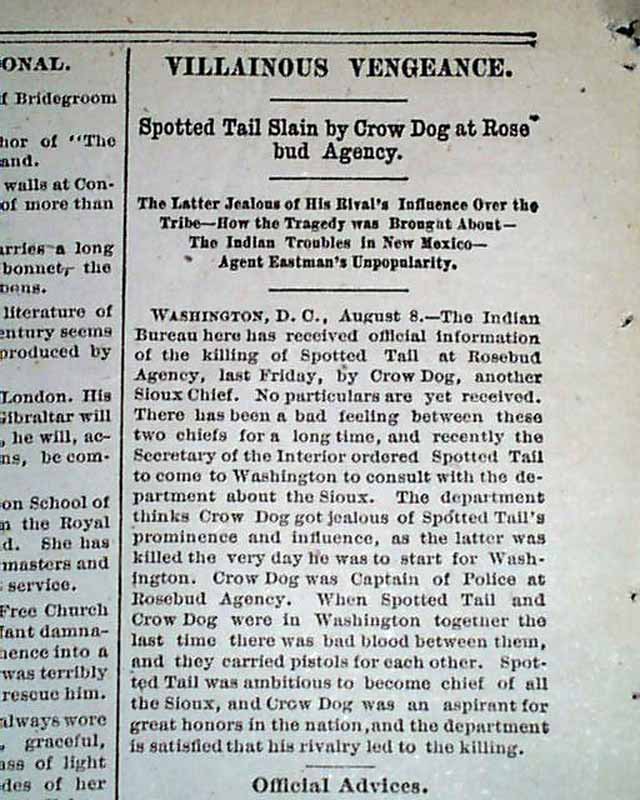 ONAL.
f Bridegroom
hor of "The
and.
walls at Con-
of more than
arries a long
bonnet, the
pens.
literature of
entury seems
produced by
London. His
Gibraltar will
, he will, ac-
ns, be com-
on School of
n the Royal
d. She has
masters and
service.
Free Church
fant damna-
hence into a
was terribly
rescue him.
always wore
, graceful,
ass of light
des of her
VILLAINOUS VENGEANCE.
Spotted Tail Slain by Crow Dog at Rose
bud Agency.
The Latter Jealous of His Rival's Influence Over the
Tribe—How the Tragedy was Brought About—
The Indian Troubles in New Mexico—
Agent Eastman's Unpopularity.
WASHINGTON, D. C., August 8.—The Indian
Bureau here has received official information
of the killing of Spotted Tail at Rosebud
Agency, last Friday, by Crow Dog, another
Sioux Chief. No particulars are yet received.
There has been a bad feeling between these
two chiefs for a long time, and recently the
Secretary of the Interior ordered Spotted Tail
to come to Washington to consult with the de-
partment about the Sioux. The department
thinks Crow Dog got jealous of Spotted Tail's
prominence and influence, as the latter was
killed the very day he was to start for Wash-
ington. Crow Dog was Captain of Police at
Rosebud Agency. When Spotted Tail and
Crow Dog were in Washington together the
last time there was bad blood between them,
and they carried pistols for each other. Spot-
ted Tail was ambitious to become chief of all
the Sioux, and Crow Dog was an aspirant for
great honors in the nation, and the department
is satisfied that his rivalry led to the killing.
Official Advices.